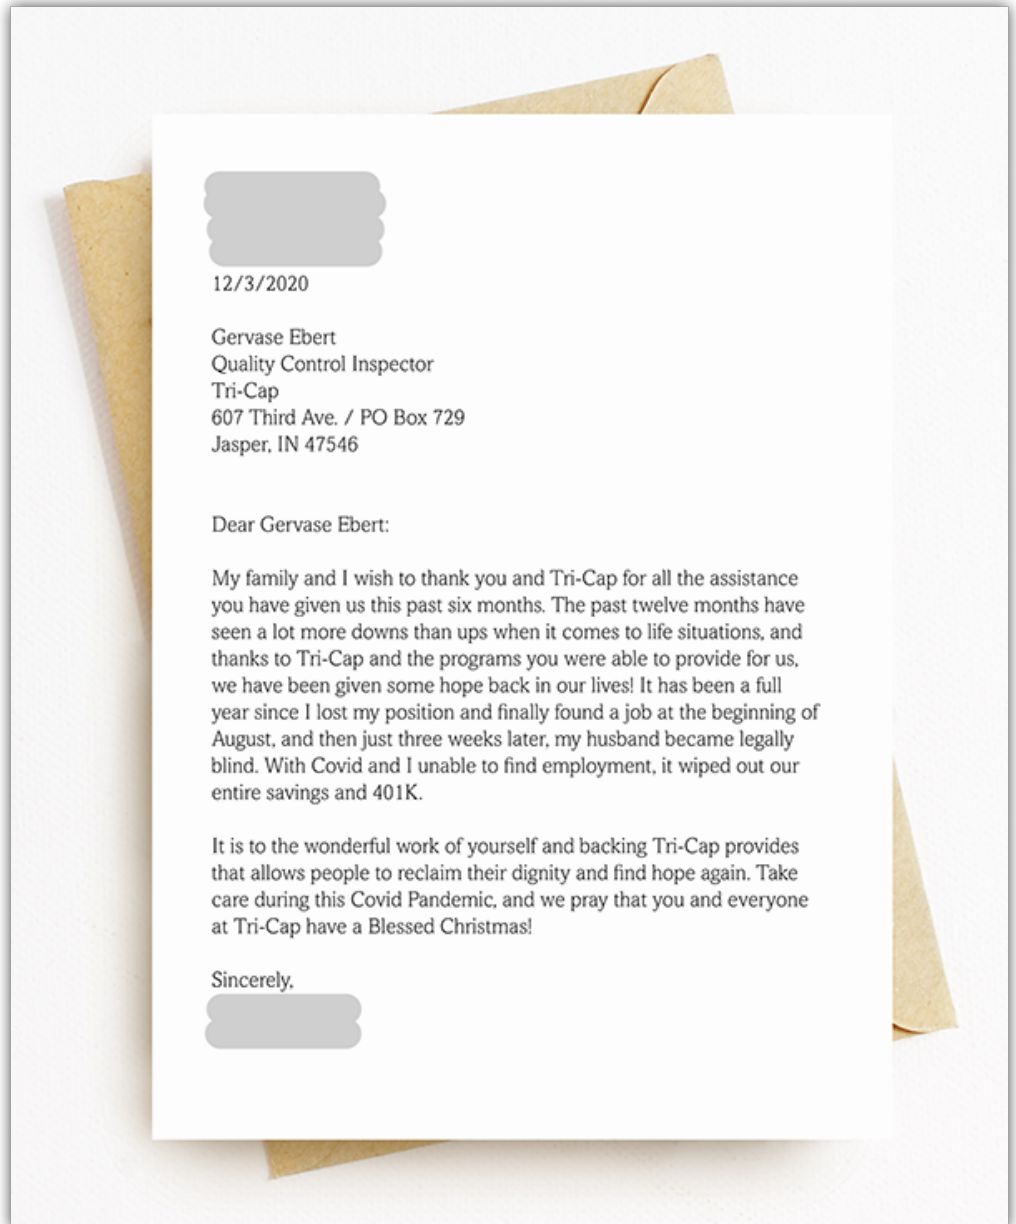 12/3/2020
Gervase Ebert
Quality Control Inspector
Tri-Cap
607 Third Ave. / PO Box 729
Jasper, IN 47546
Dear Gervase Ebert:
My family and I wish to thank you and Tri-Cap for all the assistance
you have given us this past six months. The past twelve months have
seen a lot more downs than ups when it comes to life situations, and
thanks to Tri-Cap and the programs you were able to provide for us,
we have been given some hope back in our lives! It has been a full
year since I lost my position and finally found a job at the beginning of
August, and then just three weeks later, my husband became legally
blind. With Covid and I unable to find employment, it wiped out our
entire savings and 401K.
It is to the wonderful work of yourself and backing Tri-Cap provides
that allows people to reclaim their dignity and find hope again. Take
care during this Covid Pandemic, and we pray that you and everyone
at Tri-Cap have a Blessed Christmas!
Sincerely,